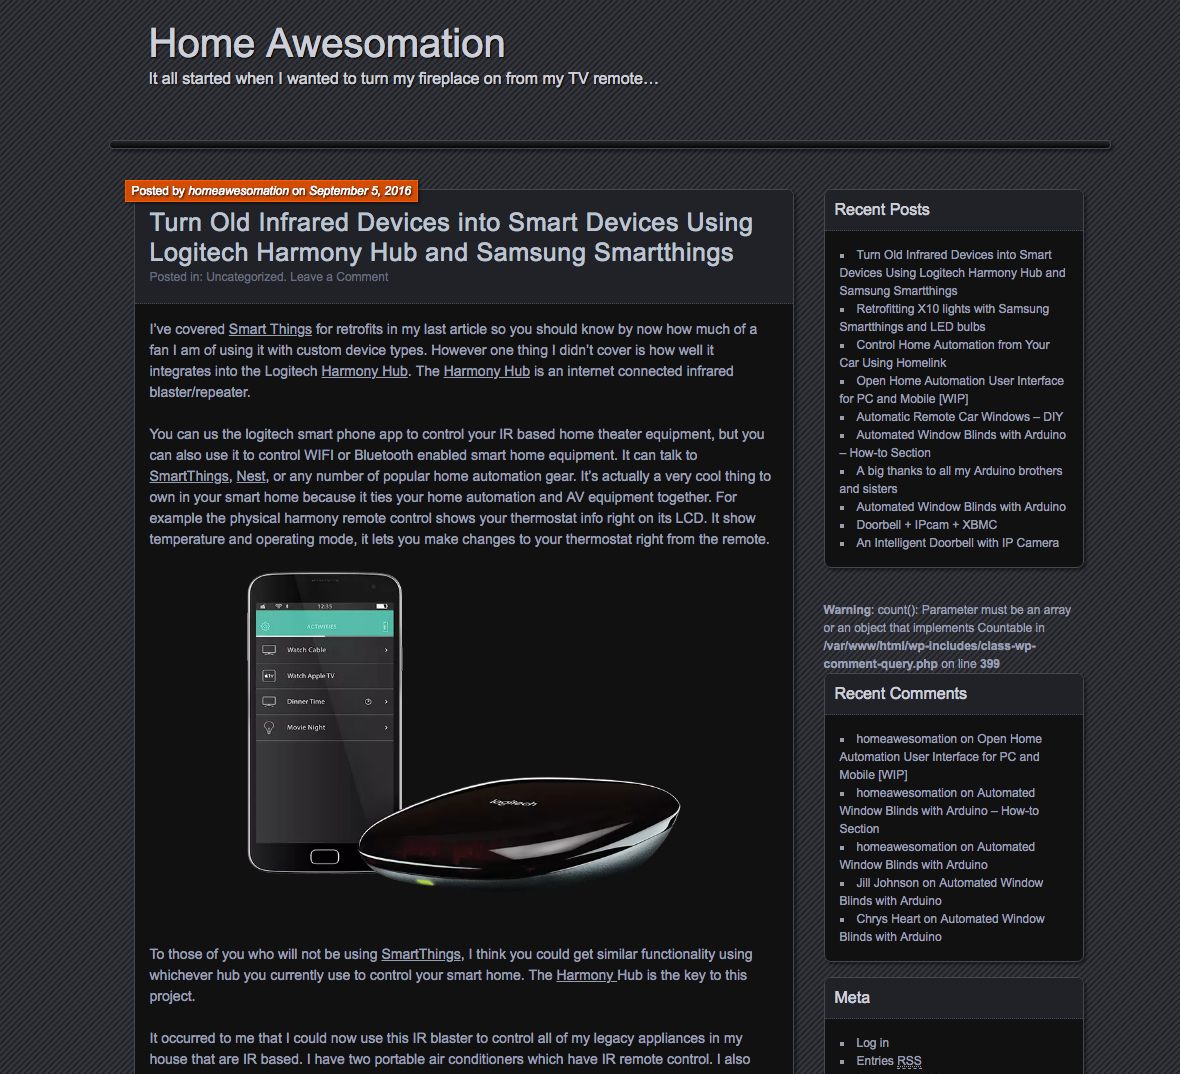 Home Awesomation
It all started when I wanted to turn my fireplace on from my TV remote...
Posted by homeawesomation on September 5, 2016
Turn Old Infrared Devices into Smart Devices Using
Logitech Harmony Hub and Samsung Smartthings
Posted in: Uncategorized. Leave a Comment
I've covered Smart Things for retrofits in my last article so you should know by now how much of a
fan I am of using it with custom device types. However one thing I didn't cover is how well it
integrates into the Logitech Harmony Hub. The Harmony Hub is an internet connected infrared
blaster/repeater.
You can us the logitech smart phone app to control your IR based home theater equipment, but you
can also use it to control WIFI or Bluetooth enabled smart home equipment. It can talk to
SmartThings, Nest, or any number of popular home automation gear. It's actually a very cool thing to
own in your smart home because it ties your home automation and AV equipment together. For
example the physical harmony remote control shows your thermostat info right on its LCD. It show
temperature and operating mode, it lets you make changes to your thermostat right from the remote.
12:35
ACTIVITIES
Watch Cable
tv
Watch Apple TV
Dinner Time
Movie Night
logitech
To those of you who will not be using SmartThings, I think you could get similar functionality using
whichever hub you currently use to control your smart home. The Harmony Hub is the key to this
project.
It occurred to me that I could now use this IR blaster to control all of my legacy appliances in my
house that are IR based. I have two portable air conditioners which have IR remote control. I also
Recent Posts
Turn Old Infrared Devices into Smart
Devices Using Logitech Harmony Hub and
Samsung Smartthings
Retrofitting X10 lights with Samsung
Smartthings and LED bulbs
Control Home Automation from Your
Car Using Homelink
Open Home Automation User Interface
for PC and Mobile [WIP]
Automatic Remote Car Windows – DIY
Automated Window Blinds with Arduino
– How-to Section
A big thanks to all my Arduino brothers
and sisters
Automated Window Blinds with Arduino
Doorbell + IPcam + XBMC
An Intelligent Doorbell with IP Camera
Warning: count(): Parameter must be an array
or an object that implements Countable in
/var/www/html/wp-includes/class-wp-
comment-query.php on line 399
Recent Comments
homeawesomation on Open Home
Automation User Interface for PC and
Mobile [WIP]
homeawesomation on Automated
Window Blinds with Arduino – How-to
Section
homeawesomation on Automated
Window Blinds with Arduino
Jill Johnson on Automated Window
Blinds with Arduino
Chrys Heart on Automated Window
Blinds with Arduino
Meta
Log in
Entries RSS